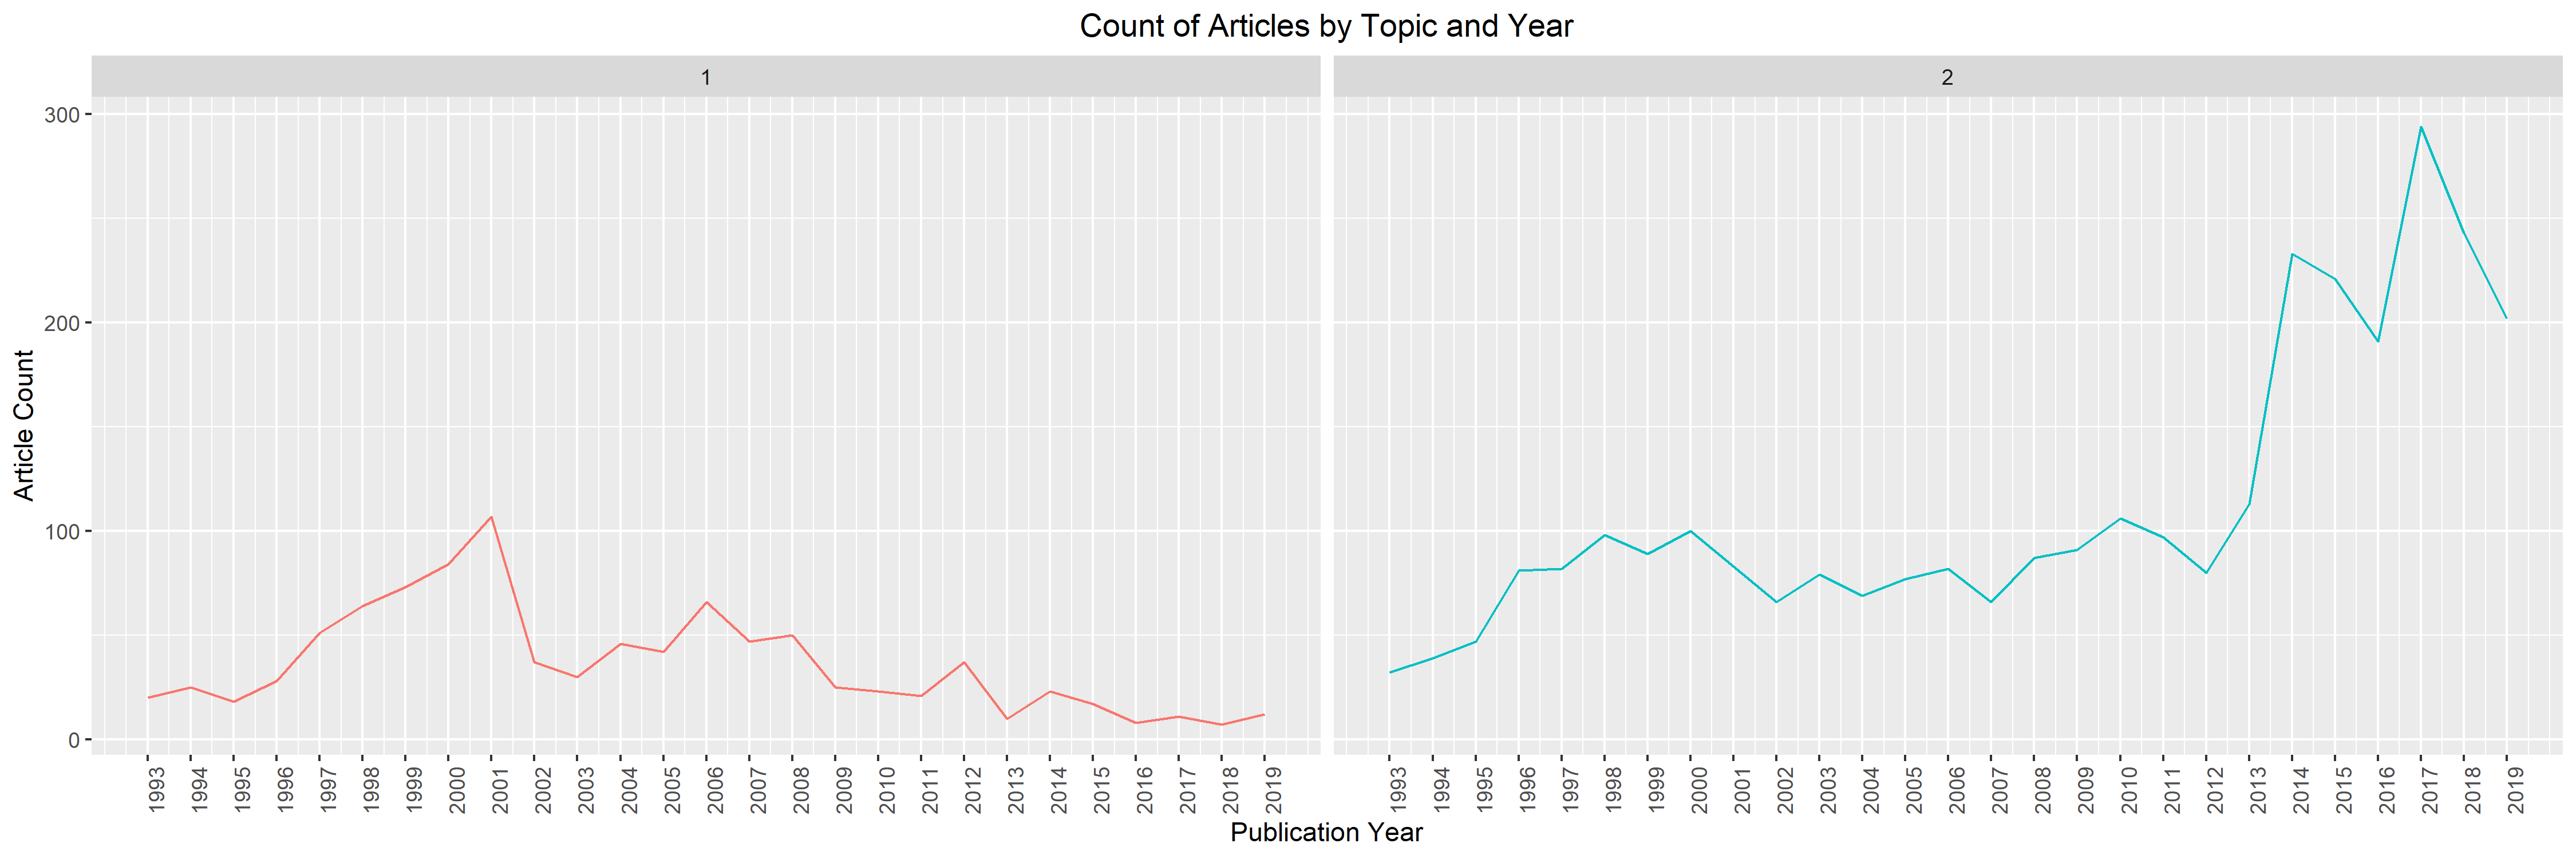 Count of Articles by Topic and Year
1
2
Article Count
300
200
100
0
1993 1994 1995 1996 1997 1998 1999 2000 2001 2002 2003 2004 2005 2006 2007 2008 2009 2010 2011 2012 2013 2014 2015 2016 2017 2018 2019
1993 1994 1995 1996 1997 1998 1999 2000 2001 2002 2003 2004 2005 2006 2007 2008 2009 2010 2011 2012 2013 2014 2015 2016 2017 2018 2019
Publication Year